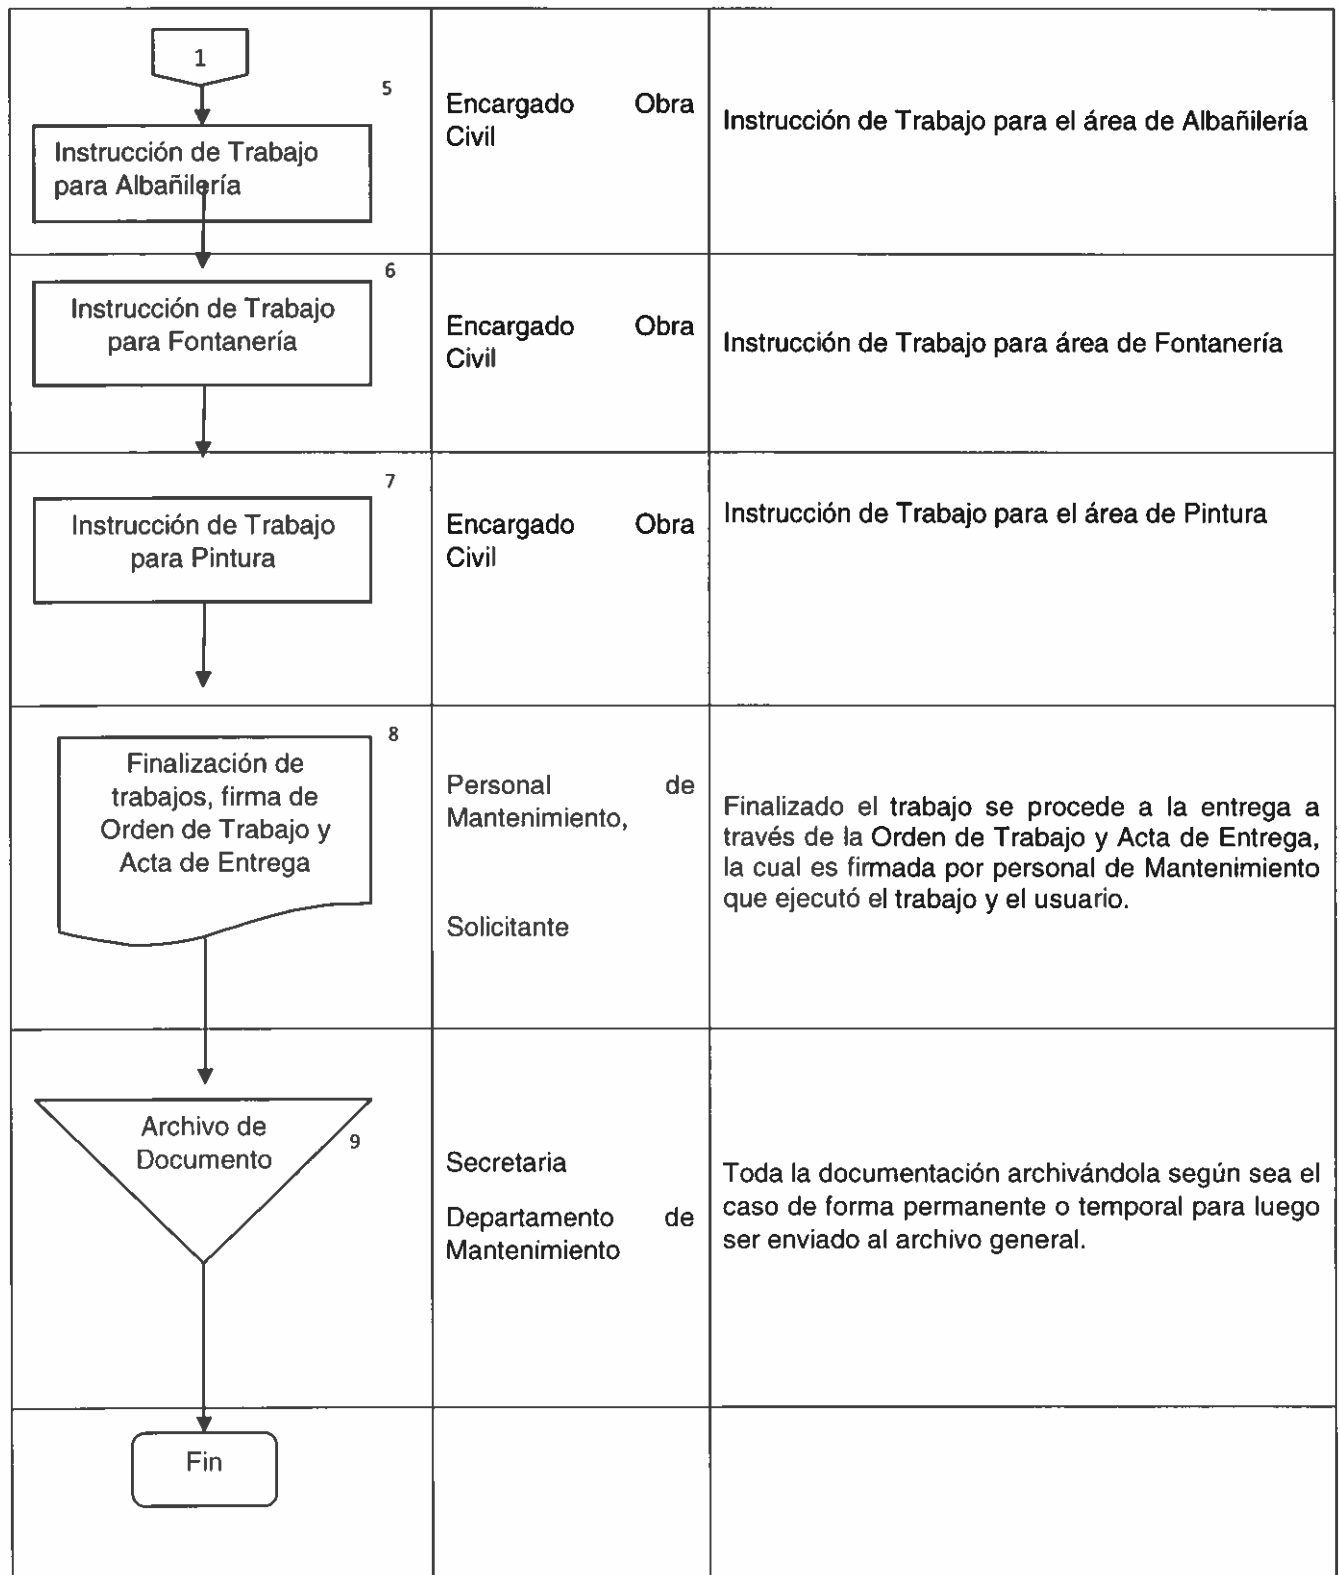 1
5
Instrucción de Trabajo
para Albañilería
Encargado Obra
Civil
Instrucción de Trabajo para el área de Albañilería
6
Instrucción de Trabajo
para Fontanería
Encargado Obra
Civil
Instrucción de Trabajo para área de Fontanería
7
Instrucción de Trabajo
para Pintura
Encargado Obra
Civil
Instrucción de Trabajo para el área de Pintura
8
Finalización de
trabajos, firma de
Orden de Trabajo y
Acta de Entrega
Personal de
Mantenimiento,
Solicitante
Finalizado el trabajo se procede a la entrega a
través de la Orden de Trabajo y Acta de Entrega,
la cual es firmada por personal de Mantenimiento
que ejecutó el trabajo y el usuario.
Archivo de
Documento
9
Secretaria
Departamento de
Mantenimiento
Toda la documentación archivándola según sea el
caso de forma permanente o temporal para luego
ser enviado al archivo general.
Fin